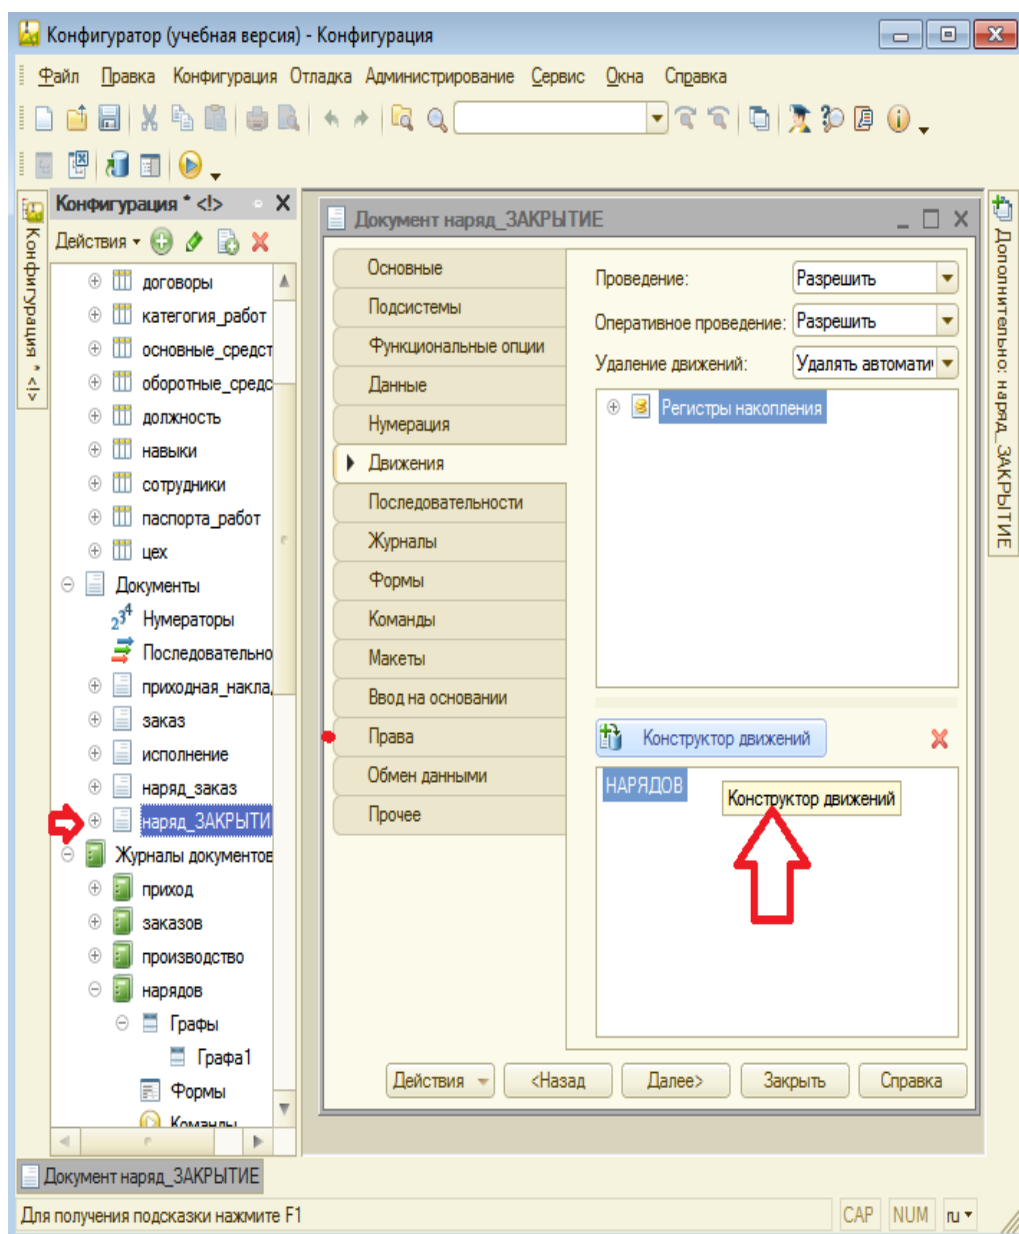 Конфигуратор (учебная версия) - Конфигурация
Файл Правка Конфигурация Отладка Администрирование Сервис Окна Справка
Конфигурация * <!>
Конфигурация * <!>
Действия
договоры
категогия_работ
основные_средст
оборотные_средс
должность
навыки
сотрудники
паспорта_работ
цех
Документы
Нумераторы
Последовательно
приходная_наклад
заказ
исполнение
наряд_заказ
наряд_ЗАКРЫТИ
Журналы документов
приход
заказов
производство
нарядов
Графы
Графа1
Формы
Команды
Документ наряд_ЗАКРЫТИЕ
Основные
Подсистемы
Функциональные опции
Данные
Нумерация
Движения
Последовательности
Журналы
Формы
Команды
Макеты
Ввод на основании
Права
Обмен данными
Прочее
Проведение: Разрешить
Оперативное проведение: Разрешить
Удаление движений: Удалять автомати
Регистры накопления
Конструктор движений
НАРЯДОВ
Конструктор движений
Действия <Назад Далее> Закрыть Справка
Дополнительно: наряд_ЗАКРЫТИЕ
Документ наряд_ЗАКРЫТИЕ
Для получения подсказки нажмите F1
CAP NUM ru